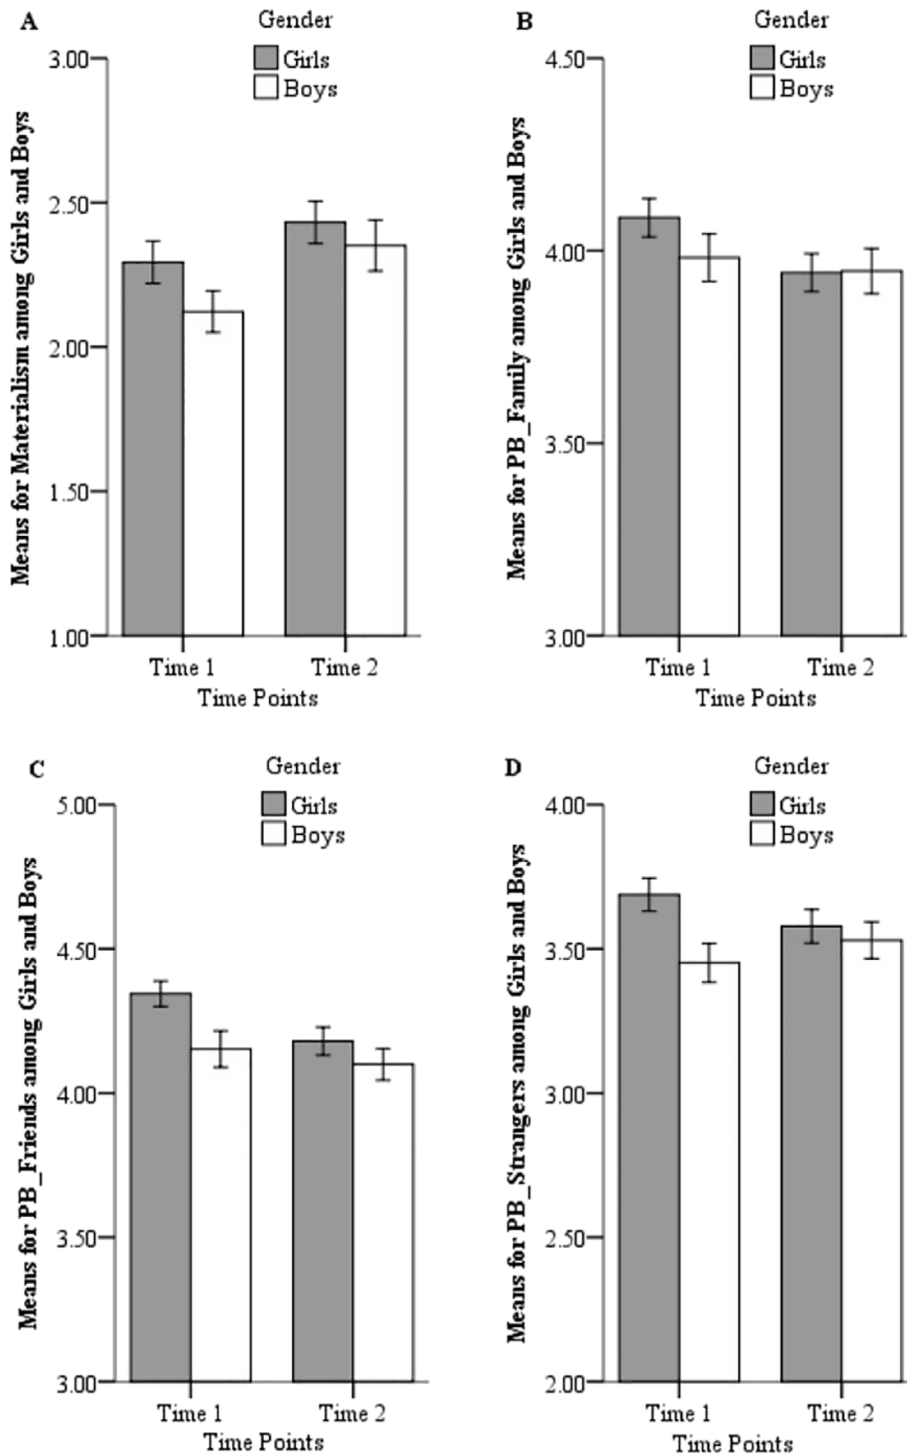 A
Gender
Girls
Boys
Means for Materialism among Girls and Boys
3.00
2.50
2.00
1.50
1.00
Time 1
Time 2
Time Points
B
Gender
Girls
Boys
Means for PB_Family among Girls and Boys
4.50
4.00
3.50
3.00
Time 1
Time 2
Time Points
C
Gender
Girls
Boys
Means for PB_Friends among Girls and Boys
5.00
4.50
4.00
3.50
3.00
Time 1
Time 2
Time Points
D
Gender
Girls
Boys
Means for PB_Strangers among Girls and Boys
4.00
3.50
3.00
2.50
2.00
Time 1
Time 2
Time Points